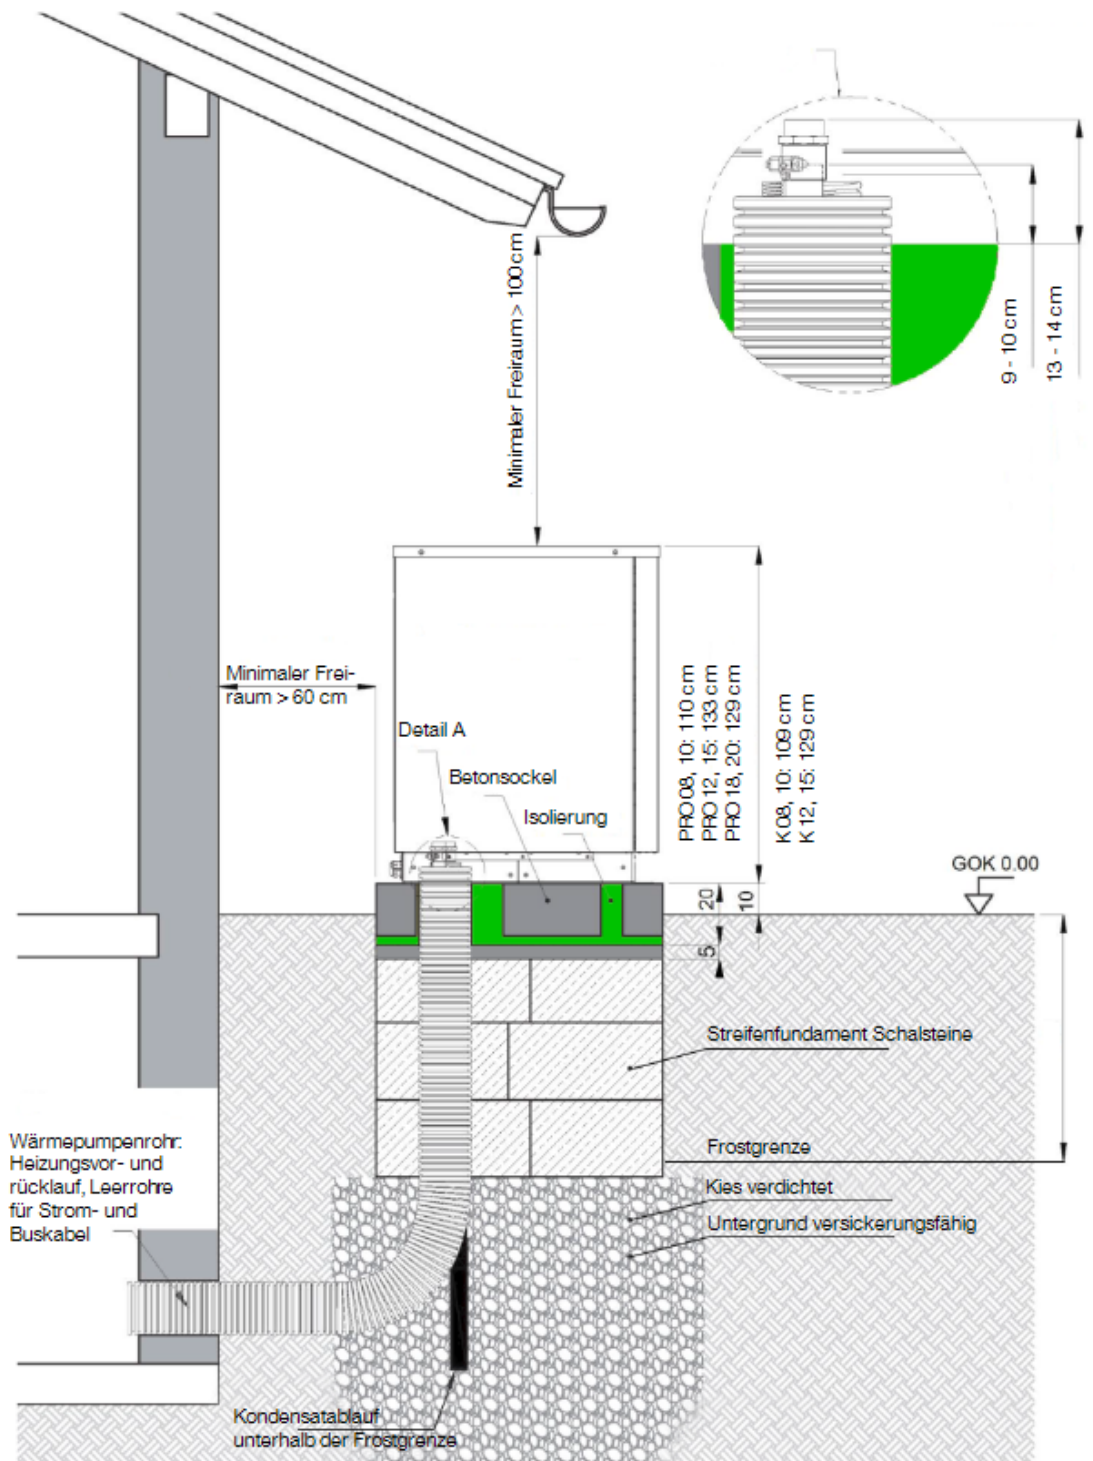 Minimaler Freiraum > 100 cm
9 - 10 cm
13 - 14 cm
Minimaler Frei-
raum > 60 cm
Detail A
Betonsockel
Isolierung
PRO 08, 10: 110 cm
PRO 12, 15: 133 cm
PRO 18, 20: 129 cm
K 08, 10: 109 cm
K 12, 15: 129 cm
GOK 0.00
20
10
5
Streifenfundament Schalsteine
Frostgrenze
Kies verdichtet
Untergrund versickerungsfähig
Wärmepumpenrohr:
Heizungsvor- und
rücklauf, Leerrohre
für Strom- und
Buskabel
Kondensatablauf
unterhalb der Frostgrenze